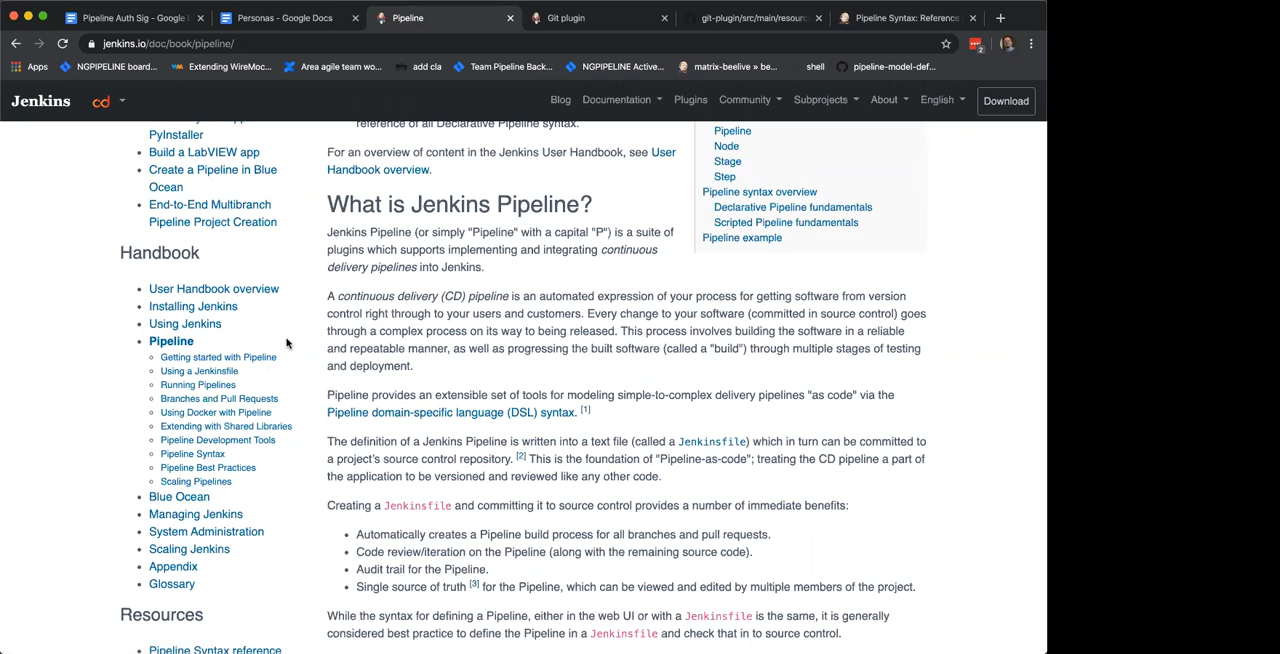 Pipeline Auth Sig - Google
Personas - Google Docs
Pipeline
Git plugin
git-plugin/src/main/resourc
Pipeline Syntax: Reference
jenkins.io/doc/book/pipeline/
2
Apps
NGPIPELINE board...
Extending WireMoc...
Area agile team wo...
add cla
Team Pipeline Back...
NGPIPELINE Active...
matrix-beelive » be...
shell
pipeline-model-def...
Jenkins
cd
Blog
Documentation
Plugins
Community
Subprojects
About
English
Download
PyInstaller
Build a LabVIEW app
Create a Pipeline in Blue
Ocean
End-to-End Multibranch
Pipeline Project Creation
Handbook
User Handbook overview
Installing Jenkins
Using Jenkins
Pipeline
Getting started with Pipeline
Using a Jenkinsfile
Running Pipelines
Branches and Pull Requests
Using Docker with Pipeline
Extending with Shared Libraries
Pipeline Development Tools
Pipeline Syntax
Pipeline Best Practices
Scaling Pipelines
Blue Ocean
Managing Jenkins
System Administration
Scaling Jenkins
Appendix
Glossary
Resources
Pipeline Syntax reference
reference of all Declarative Pipeline syntax.
For an overview of content in the Jenkins User Handbook, see User
Handbook overview.
What is Jenkins Pipeline?
Jenkins Pipeline (or simply "Pipeline" with a capital "P") is a suite of
plugins which supports implementing and integrating continuous
delivery pipelines into Jenkins.
A continuous delivery (CD) pipeline is an automated expression of your process for getting software from version
control right through to your users and customers. Every change to your software (committed in source control) goes
through a complex process on its way to being released. This process involves building the software in a reliable
and repeatable manner, as well as progressing the built software (called a "build") through multiple stages of testing
and deployment.
Pipeline provides an extensible set of tools for modeling simple-to-complex delivery pipelines "as code" via the
Pipeline domain-specific language (DSL) syntax. [1]
The definition of a Jenkins Pipeline is written into a text file (called a Jenkinsfile) which in turn can be committed to
a project's source control repository. [2] This is the foundation of "Pipeline-as-code"; treating the CD pipeline a part of
the application to be versioned and reviewed like any other code.
Creating a Jenkinsfile and committing it to source control provides a number of immediate benefits:
Automatically creates a Pipeline build process for all branches and pull requests.
Code review/iteration on the Pipeline (along with the remaining source code).
Audit trail for the Pipeline.
Single source of truth [3] for the Pipeline, which can be viewed and edited by multiple members of the project.
While the syntax for defining a Pipeline, either in the web UI or with a Jenkinsfile is the same, it is generally
considered best practice to define the Pipeline in a Jenkinsfile and check that in to source control.
Pipeline
Node
Stage
Step
Pipeline syntax overview
Declarative Pipeline fundamentals
Scripted Pipeline fundamentals
Pipeline example